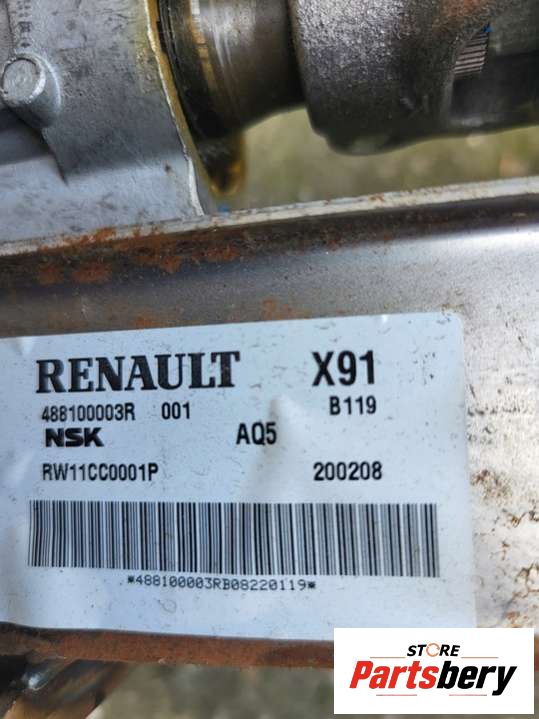 RENAULT X91
488100003R 001 B119
NSK AQ5
RW11CC0001P 200208
*488100003RB08220119*
STORE
Partsbery